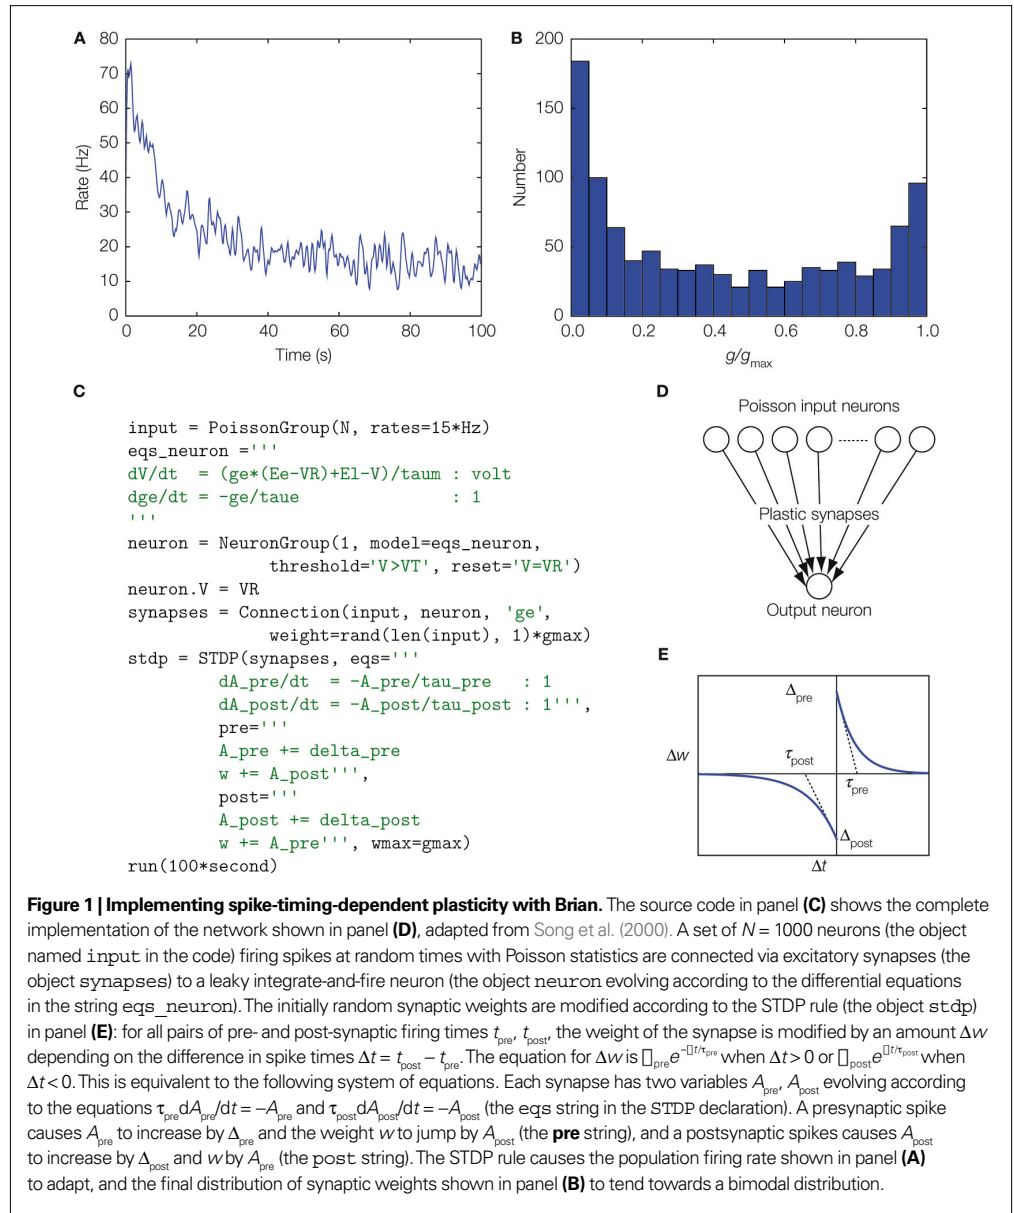 A
80
70
60
50
40
30
20
10
0
Rate (Hz)
0 20 40 60 80 100
Time (s)
B
200
150
100
50
0
Number
0.0 0.2 0.4 0.6 0.8 1.0
g/gmax
C
input = PoissonGroup(N, rates=15*Hz)
eqs_neuron ='''
dV/dt  = (ge*(Ee-VR)+El-V)/taum : volt
dge/dt = -ge/taue               : 1
'''
neuron = NeuronGroup(1, model=eqs_neuron,
threshold='V>VT', reset='V=VR')
neuron.V = VR
synapses = Connection(input, neuron, 'ge',
weight=rand(len(input), 1)*gmax)
stdp = STDP(synapses, eqs='''
dA_pre/dt  = -A_pre/tau_pre   : 1
dA_post/dt = -A_post/tau_post : 1''',
pre='''
A_pre += delta_pre
w += A_post''',
post='''
A_post += delta_post
w += A_pre''', wmax=gmax)
run(100*second)
D
Poisson input neurons
Plastic synapses
Output neuron
E
Δpre
τpost
Δw
τpre
Δpost
Δt
Figure 1 | Implementing spike-timing-dependent plasticity with Brian. The source code in panel (C) shows the complete
implementation of the network shown in panel (D), adapted from Song et al. (2000). A set of N = 1000 neurons (the object
named input in the code) firing spikes at random times with Poisson statistics are connected via excitatory synapses (the
object synapses) to a leaky integrate-and-fire neuron (the object neuron evolving according to the differential equations
in the string eqs_neuron). The initially random synaptic weights are modified according to the STDP rule (the object stdp)
in panel (E): for all pairs of pre- and post-synaptic firing times tpre, tpost, the weight of the synapse is modified by an amount Δw
depending on the difference in spike times Δt = tpost − tpre. The equation for Δw is □pre e−□t/τpre when Δt > 0 or □post e□t/τpost when
Δt < 0. This is equivalent to the following system of equations. Each synapse has two variables Apre, Apost evolving according
to the equations τpre dApre/dt = −Apre and τpost dApost/dt = −Apost (the eqs string in the STDP declaration). A presynaptic spike
causes Apre to increase by Δpre and the weight w to jump by Apost (the pre string), and a postsynaptic spikes causes Apost
to increase by Δpost and w by Apre (the post string). The STDP rule causes the population firing rate shown in panel (A)
to adapt, and the final distribution of synaptic weights shown in panel (B) to tend towards a bimodal distribution.